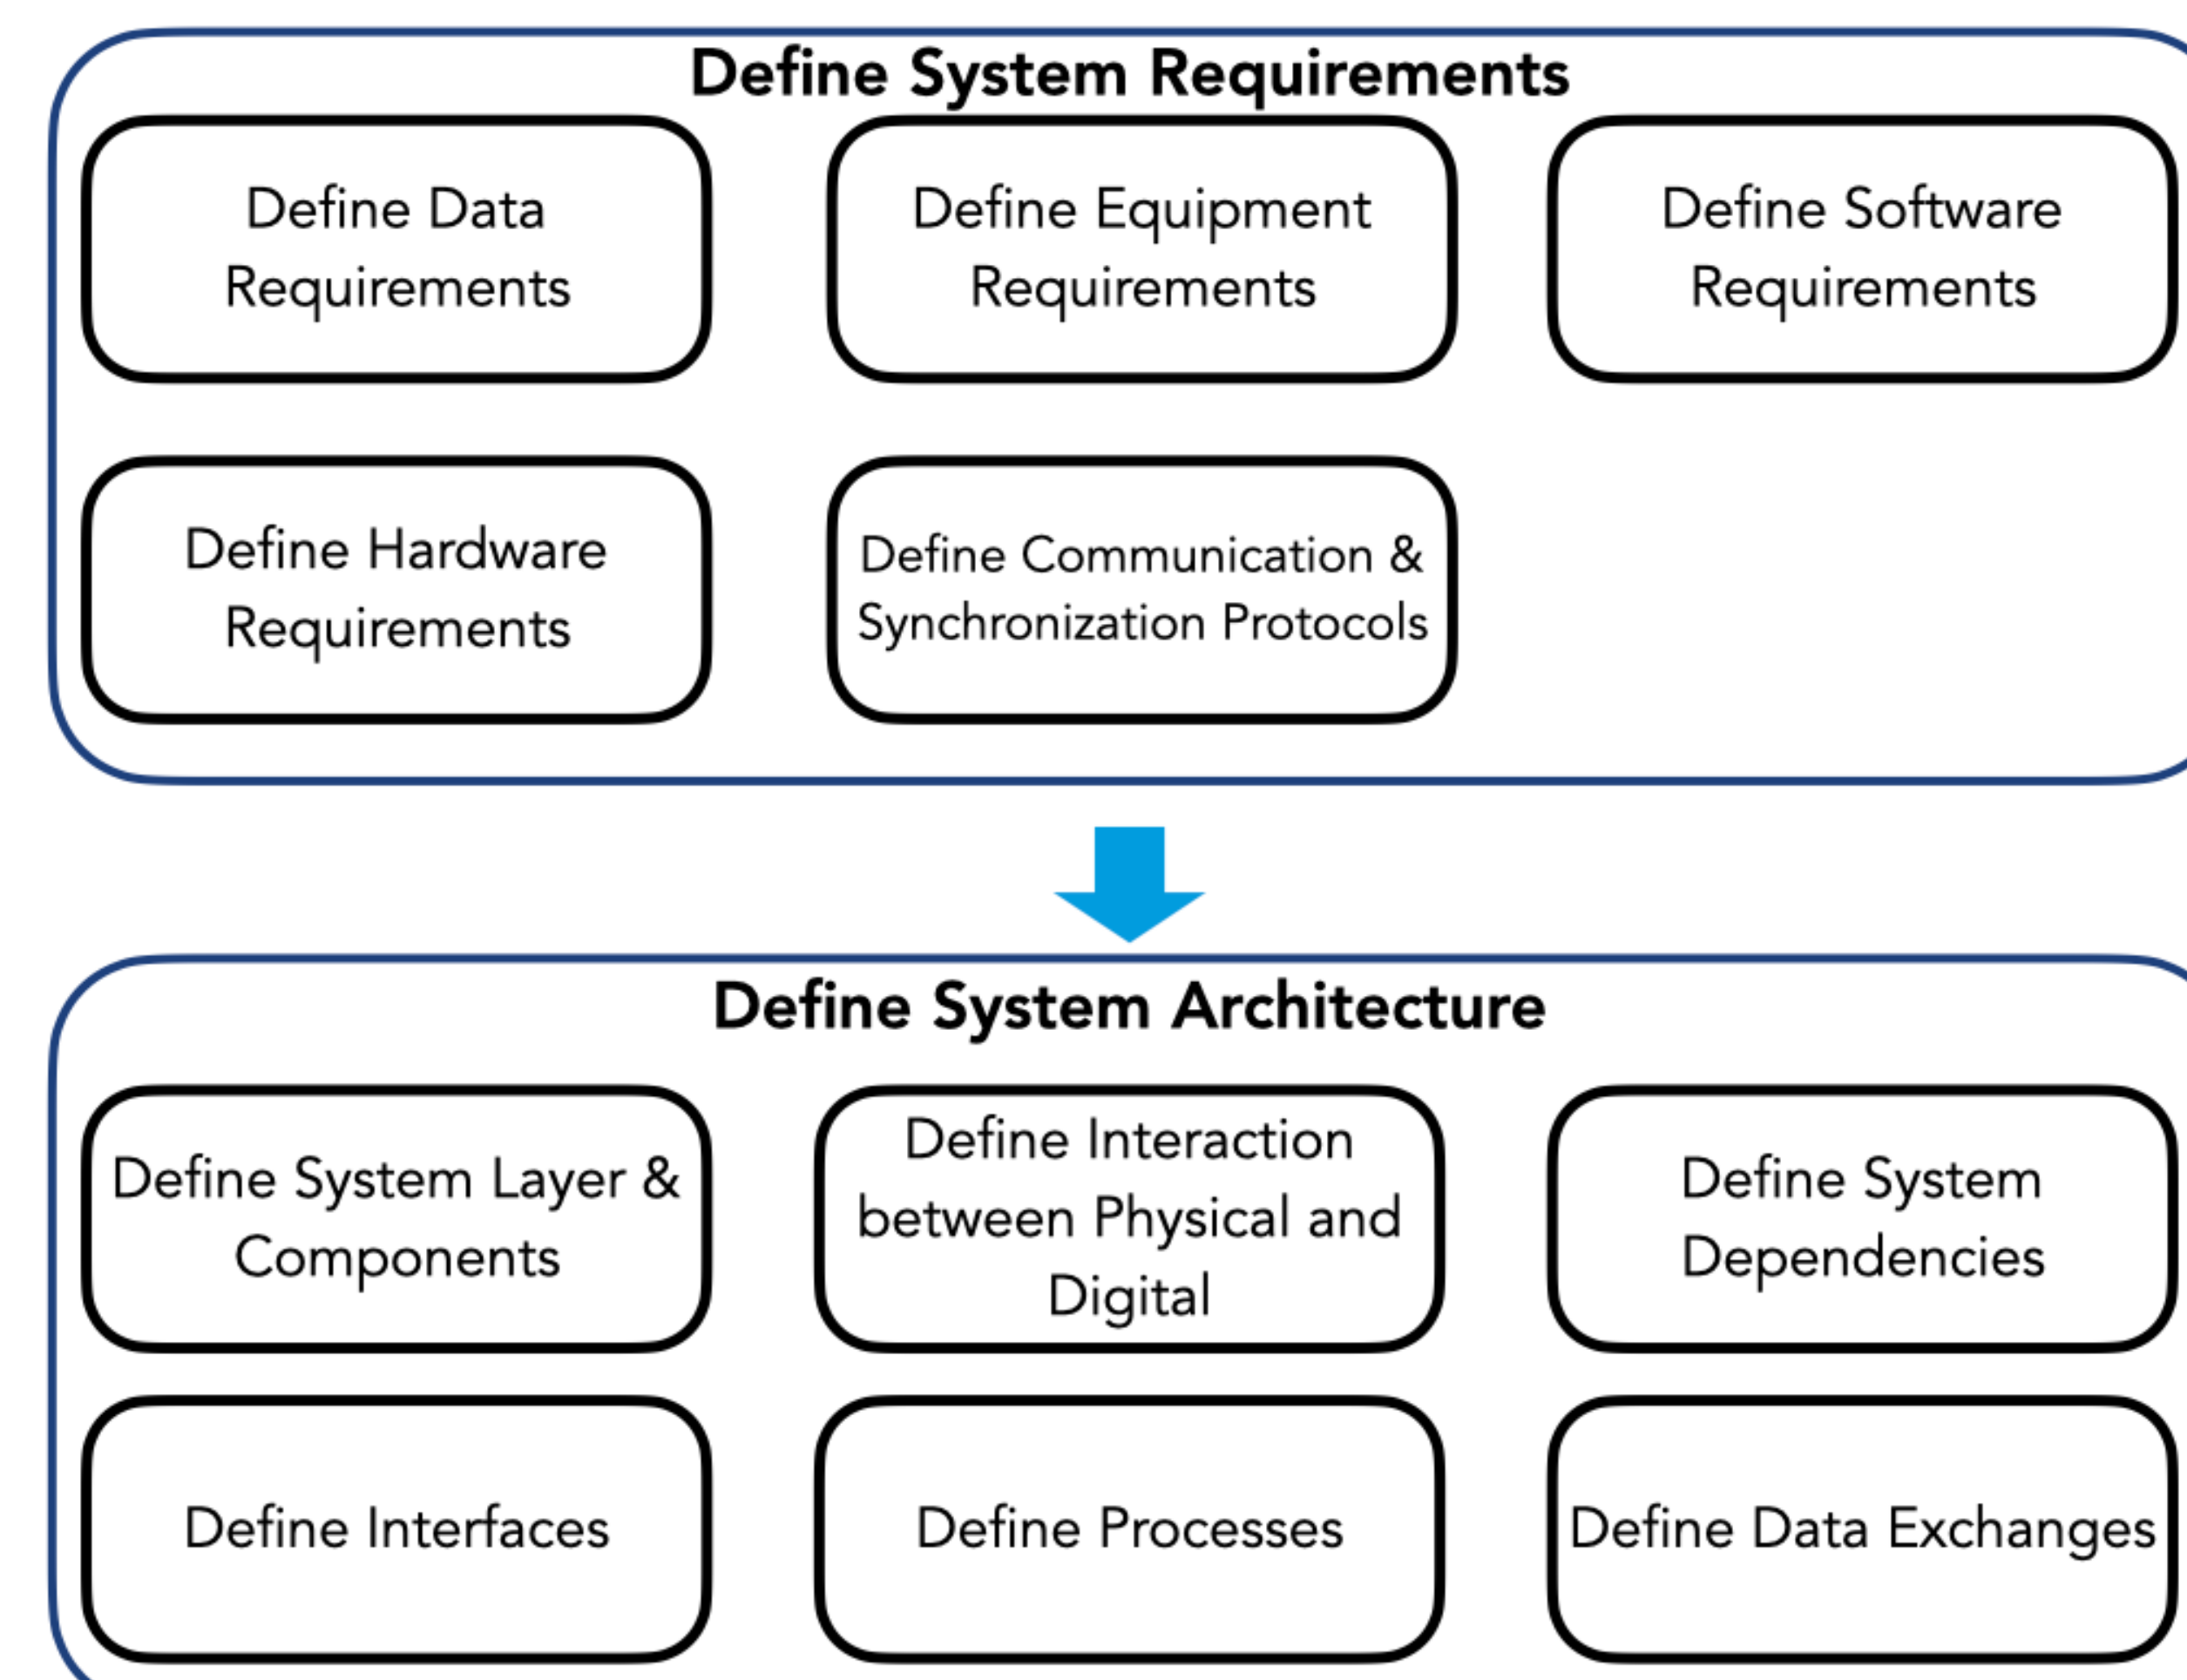 Define System Requirements
Define Data
Requirements
Define Equipment
Requirements
Define Software
Requirements
Define Hardware
Requirements
Define Communication &
Synchronization Protocols
Define System Architecture
Define System Layer &
Components
Define Interaction
between Physical and
Digital
Define System
Dependencies
Define Interfaces
Define Processes
Define Data Exchanges